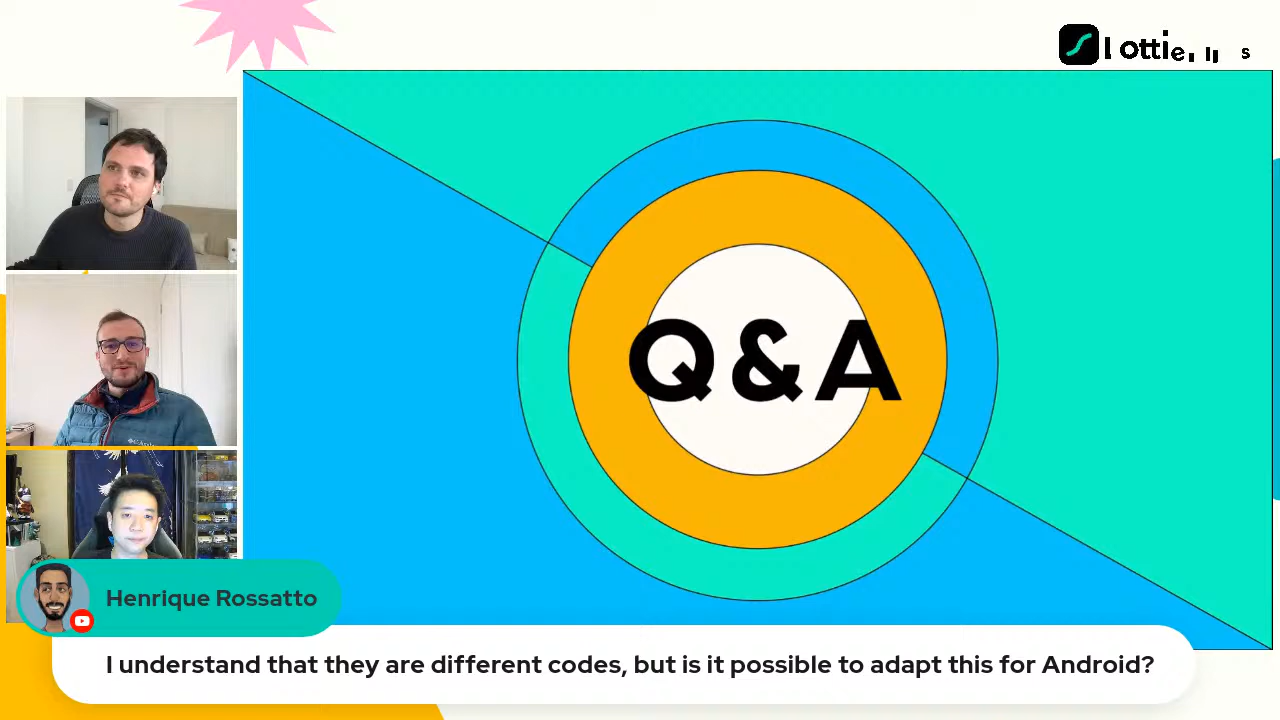 Q&A
Henrique Rossatto
I understand that they are different codes, but is it possible to adapt this for Android?